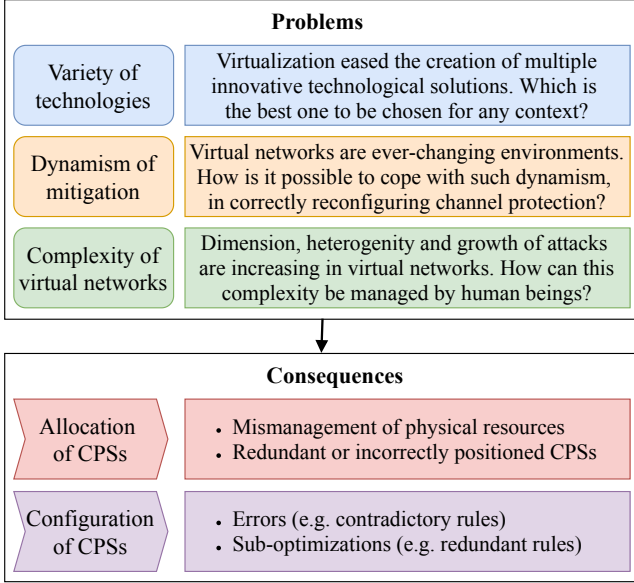 Problems
Variety of
technologies
Virtualization eased the creation of multiple
innovative technological solutions. Which is
the best one to be chosen for any context?
Dynamism of
mitigation
Virtual networks are ever-changing environments.
How is it possible to cope with such dynamism,
in correctly reconfiguring channel protection?
Complexity of
virtual networks
Dimension, heterogenity and growth of attacks
are increasing in virtual networks. How can this
complexity be managed by human beings?
Consequences
Allocation
of CPSs
• Mismanagement of physical resources
• Redundant or incorrectly positioned CPSs
Configuration
of CPSs
• Errors (e.g. contradictory rules)
• Sub-optimizations (e.g. redundant rules)